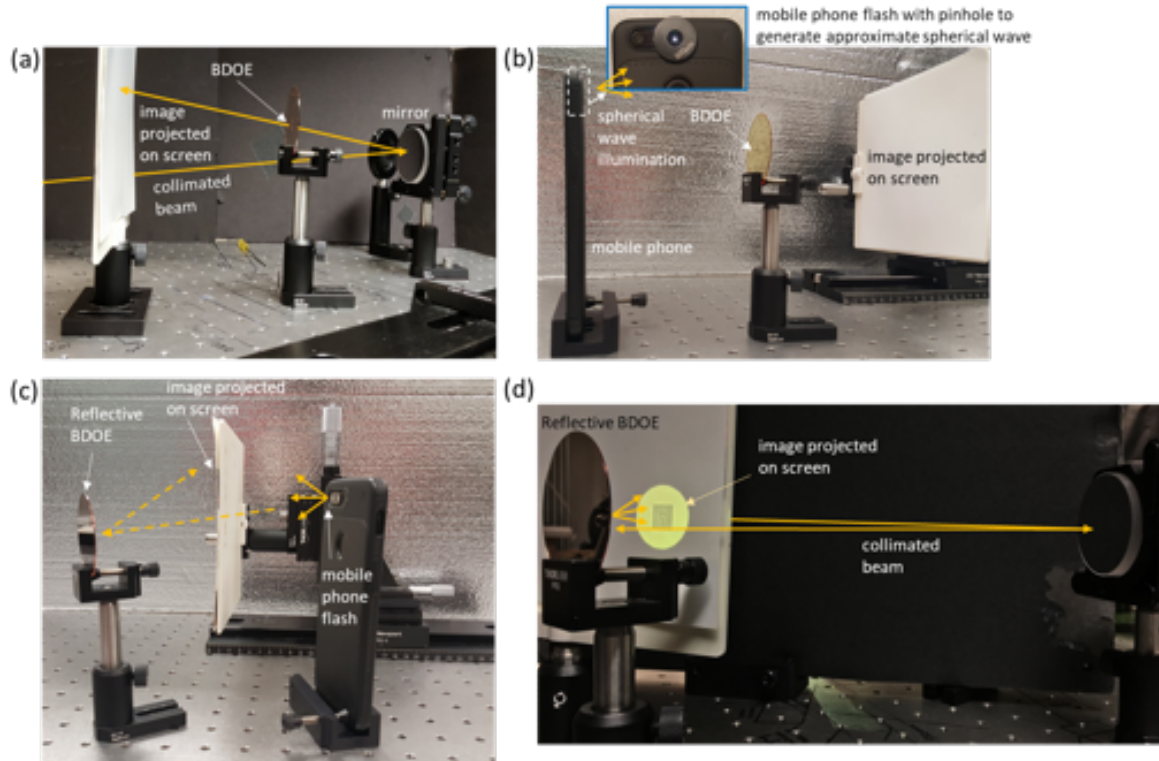 mobile phone flash with pinhole to
generate approximate spherical wave
(a)
BDOE
mirror
image
projected
on screen
collimated
beam
(b)
spherical
wave
illumination
BDOE
image projected
on screen
mobile phone
(c)
image projected
on screen
Reflective
BDOE
mobile
phone
flash
(d)
Reflective BDOE
image projected
on screen
collimated
beam